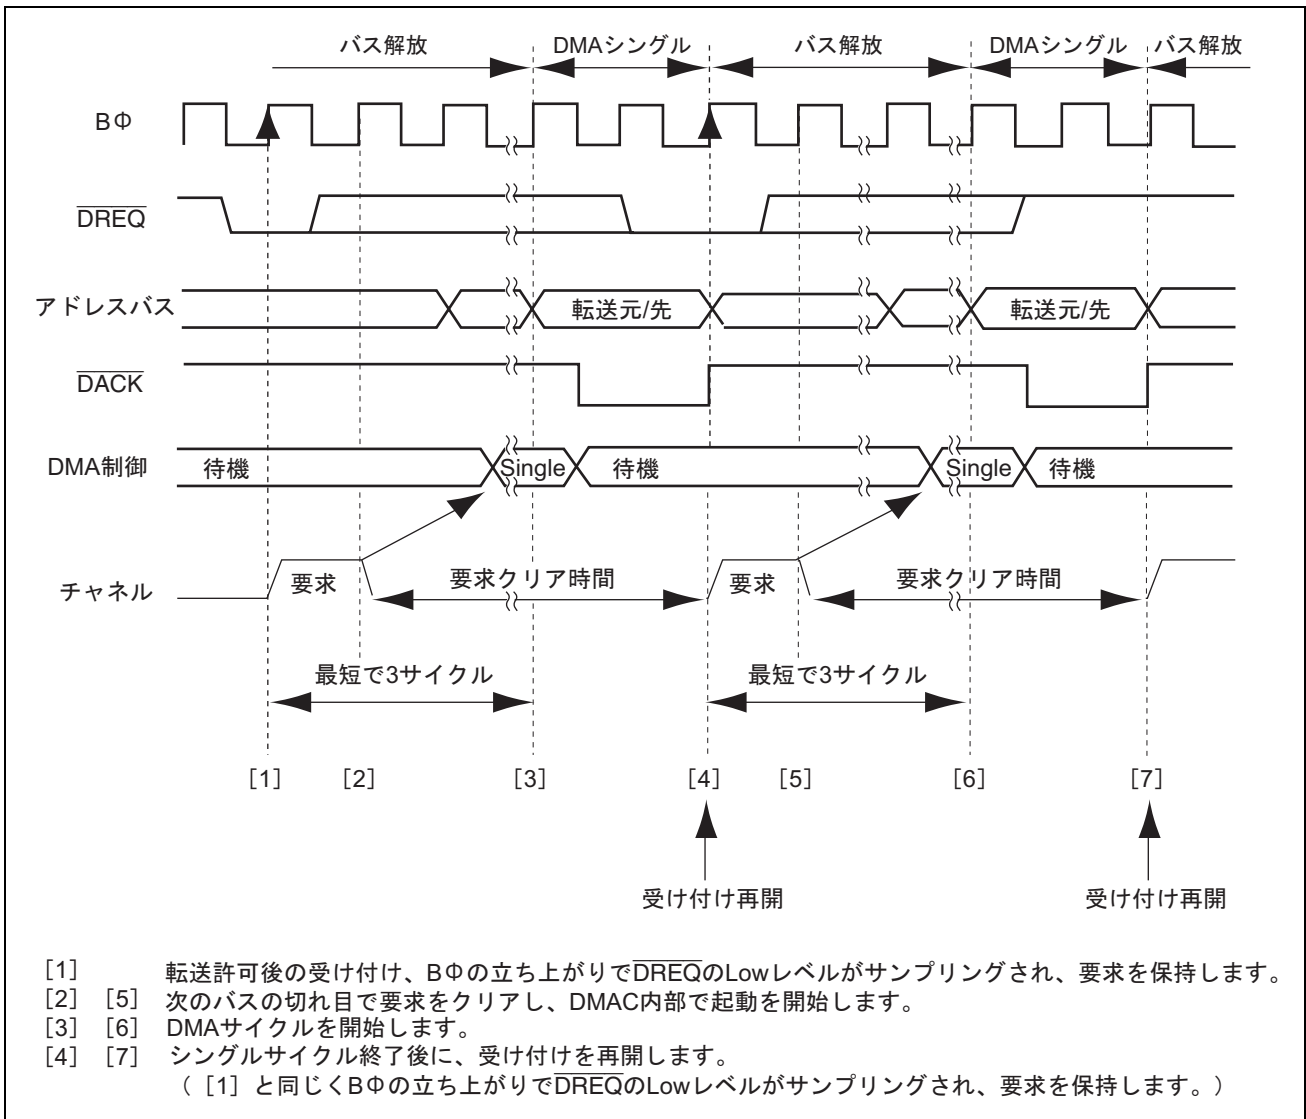 バス解放 DMAシングル バス解放 DMAシングル バス解放
BΦ
DREQ
アドレスバス 転送元/先 転送元/先
DACK
DMA制御 待機 Single 待機 Single 待機
チャネル 要求 要求クリア時間 要求 要求クリア時間
最短で3サイクル 最短で3サイクル
[1] [2] [3] [4] [5] [6] [7]
受け付け再開 受け付け再開
[1] 転送許可後の受け付け、BΦの立ち上がりでDREQのLowレベルがサンプリングされ、要求を保持します。
[2] [5] 次のバスの切れ目で要求をクリアし、DMAC内部で起動を開始します。
[3] [6] DMAサイクルを開始します。
[4] [7] シングルサイクル終了後に、受け付けを再開します。
([1]と同じくBΦの立ち上がりでDREQのLowレベルがサンプリングされ、要求を保持します。)